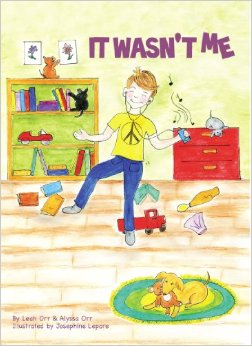 IT WASN'T ME
By Leah Orr & Alyssa Orr
Illustrated by Josephine Lepore